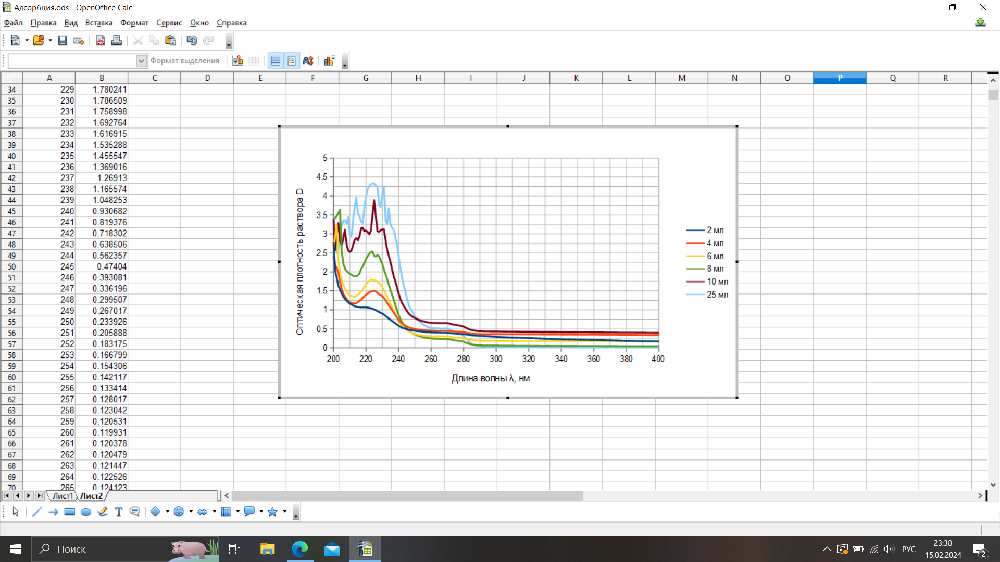 Адсорбция.ods - OpenOffice Calc
Файл Правка Вид Вставка Формат Сервис Окно Справка
Формат выделения
A B C D E F G H I J K L M N O P Q R
34 229 1.780241
35 230 1.786509
36 231 1.758998
37 232 1.692764
38 233 1.616915
39 234 1.535288
40 235 1.455547
41 236 1.369016
42 237 1.26913
43 238 1.165574
44 239 1.048253
45 240 0.930682
46 241 0.819376
47 242 0.718302
48 243 0.638506
49 244 0.562357
50 245 0.47404
51 246 0.393081
52 247 0.336196
53 248 0.299507
54 249 0.267017
55 250 0.233926
56 251 0.205888
57 252 0.183175
58 253 0.166799
59 254 0.154306
60 255 0.142117
61 256 0.133414
62 257 0.128017
63 258 0.123042
64 259 0.120531
65 260 0.119931
66 261 0.120378
67 262 0.120479
68 263 0.121447
69 264 0.122526
70 265 0.124123
Оптическая плотность раствора D
5
4.5
4
3.5
3
2.5
2
1.5
1
0.5
0
200 220 240 260 280 300 320 340 360 380 400
Длина волны λ, нм
2 мл
4 мл
6 мл
8 мл
10 мл
25 мл
Лист1 Лист2
Поиск
РУС
23:38
15.02.2024
2